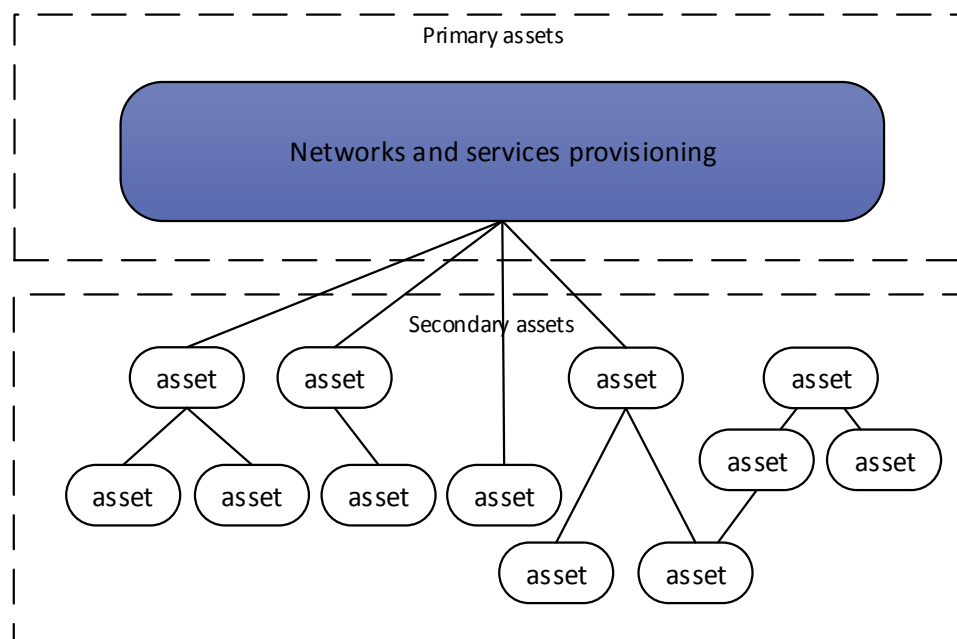 Primary assets
Networks and services provisioning
Secondary assets
asset
asset
asset
asset
asset
asset
asset
asset
asset
asset
asset
asset